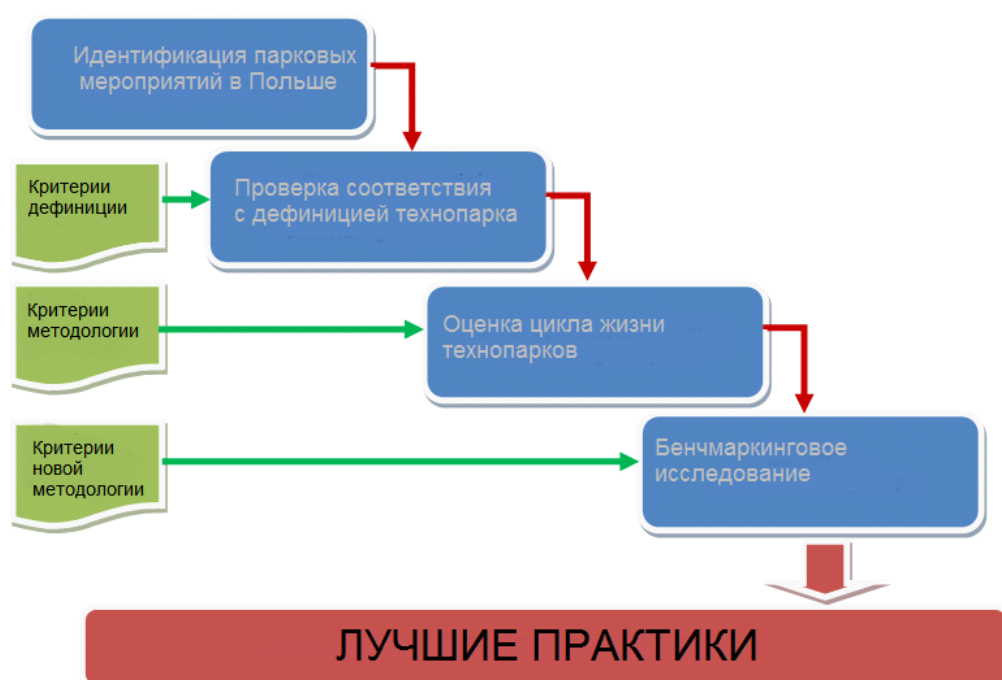 Идентификация парковых
мероприятий в Польше
Критерии
дефиниции
Проверка соответствия
с дефиницией технопарка
Критерии
методологии
Оценка цикла жизни
технопарков
Критерии
новой
методологии
Бенчмаркинговое
исследование
ЛУЧШИЕ ПРАКТИКИ